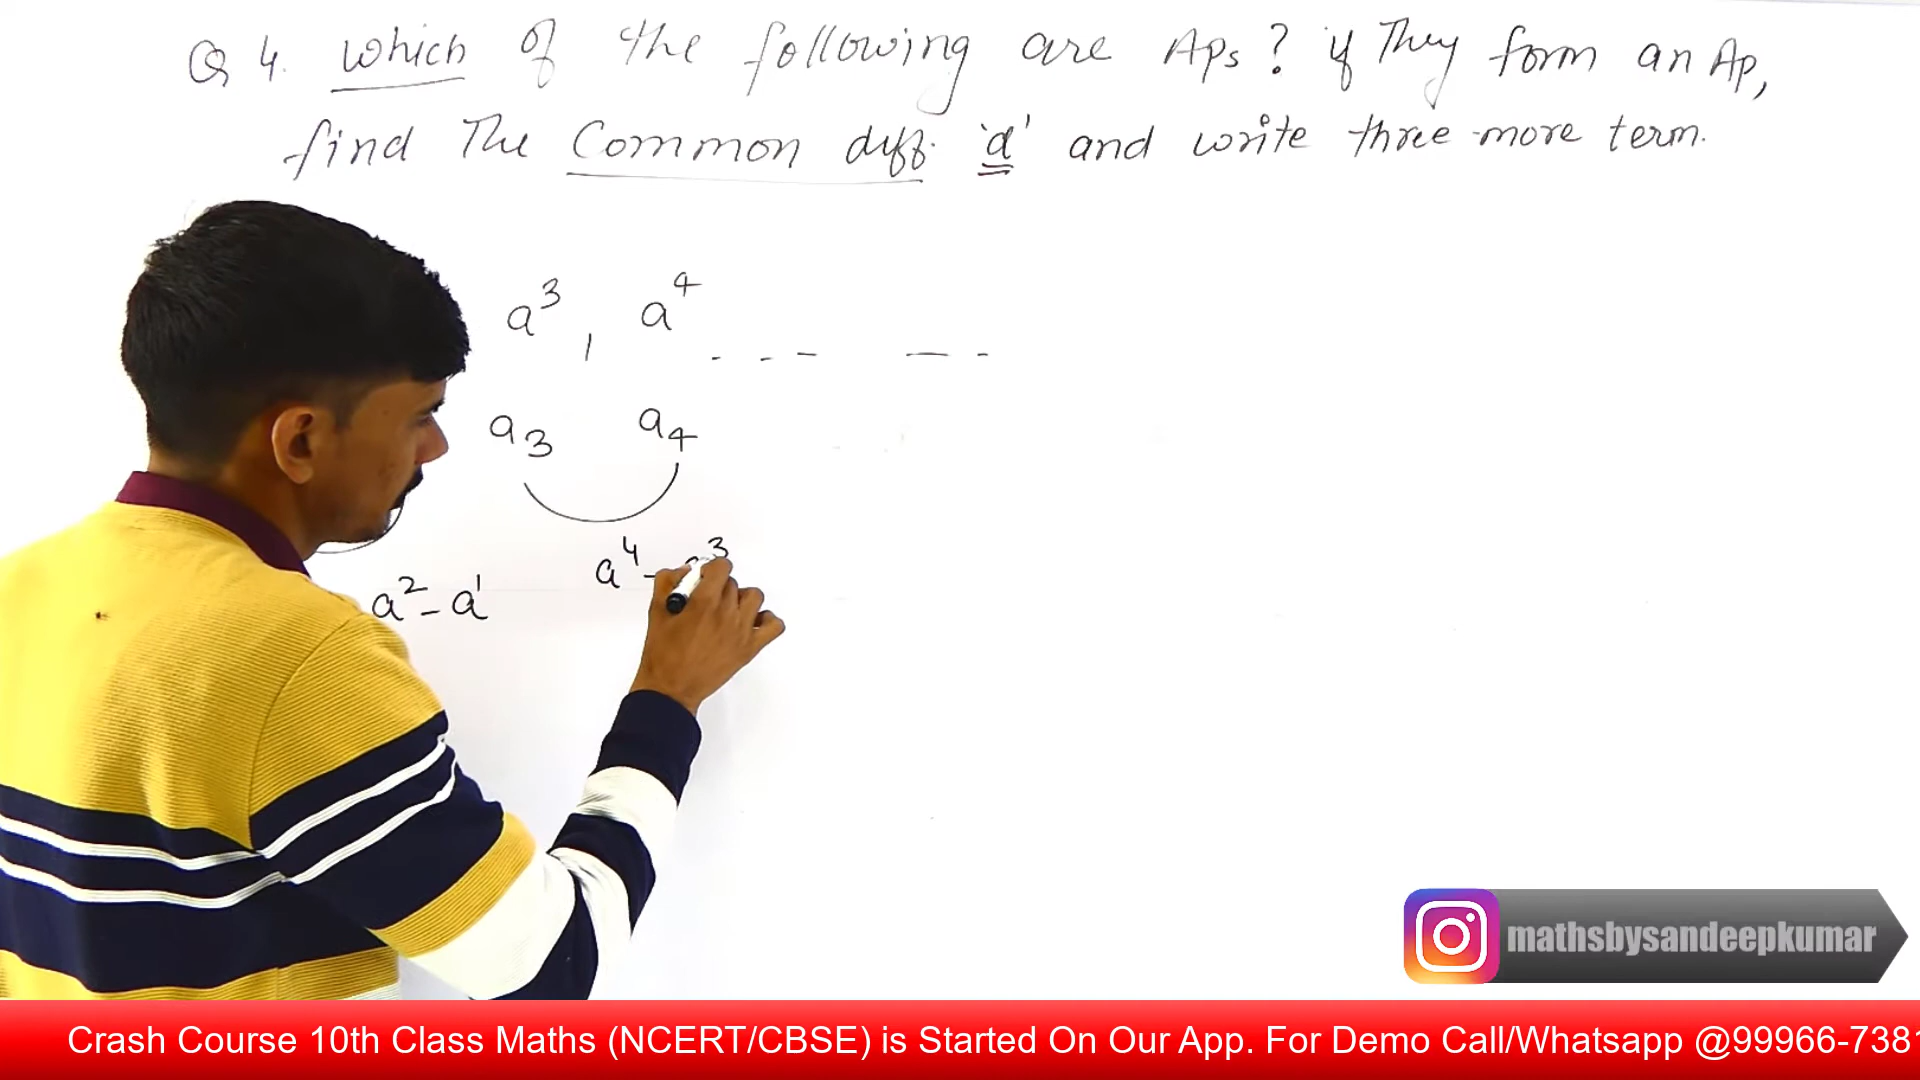 Q 4. which of the following are APs ? if They form an Ap,
find The Common diff. 'd' and write three more term.
a³ , a⁴ - - - — -
a₃ a₄
a⁴ - a³
a² - a¹
mathsbysandeepkumar
Crash Course 10th Class Maths (NCERT/CBSE) is Started On Our App. For Demo Call/Whatsapp @99966-7381